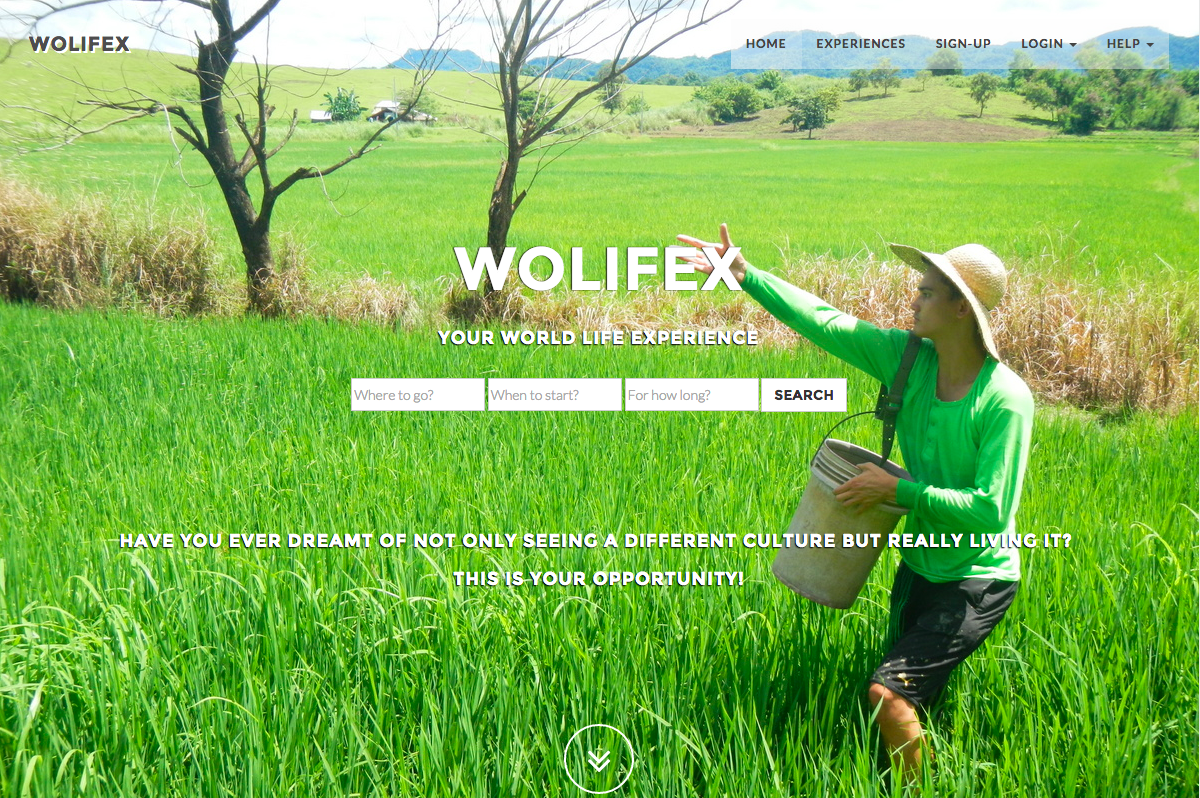 WOLIFEX
HOME EXPERIENCES SIGN-UP LOGIN HELP
WOLIFEX
YOUR WORLD LIFE EXPERIENCE
Where to go? When to start? For how long? SEARCH
HAVE YOU EVER DREAMT OF NOT ONLY SEEING A DIFFERENT CULTURE BUT REALLY LIVING IT?
THIS IS YOUR OPPORTUNITY!